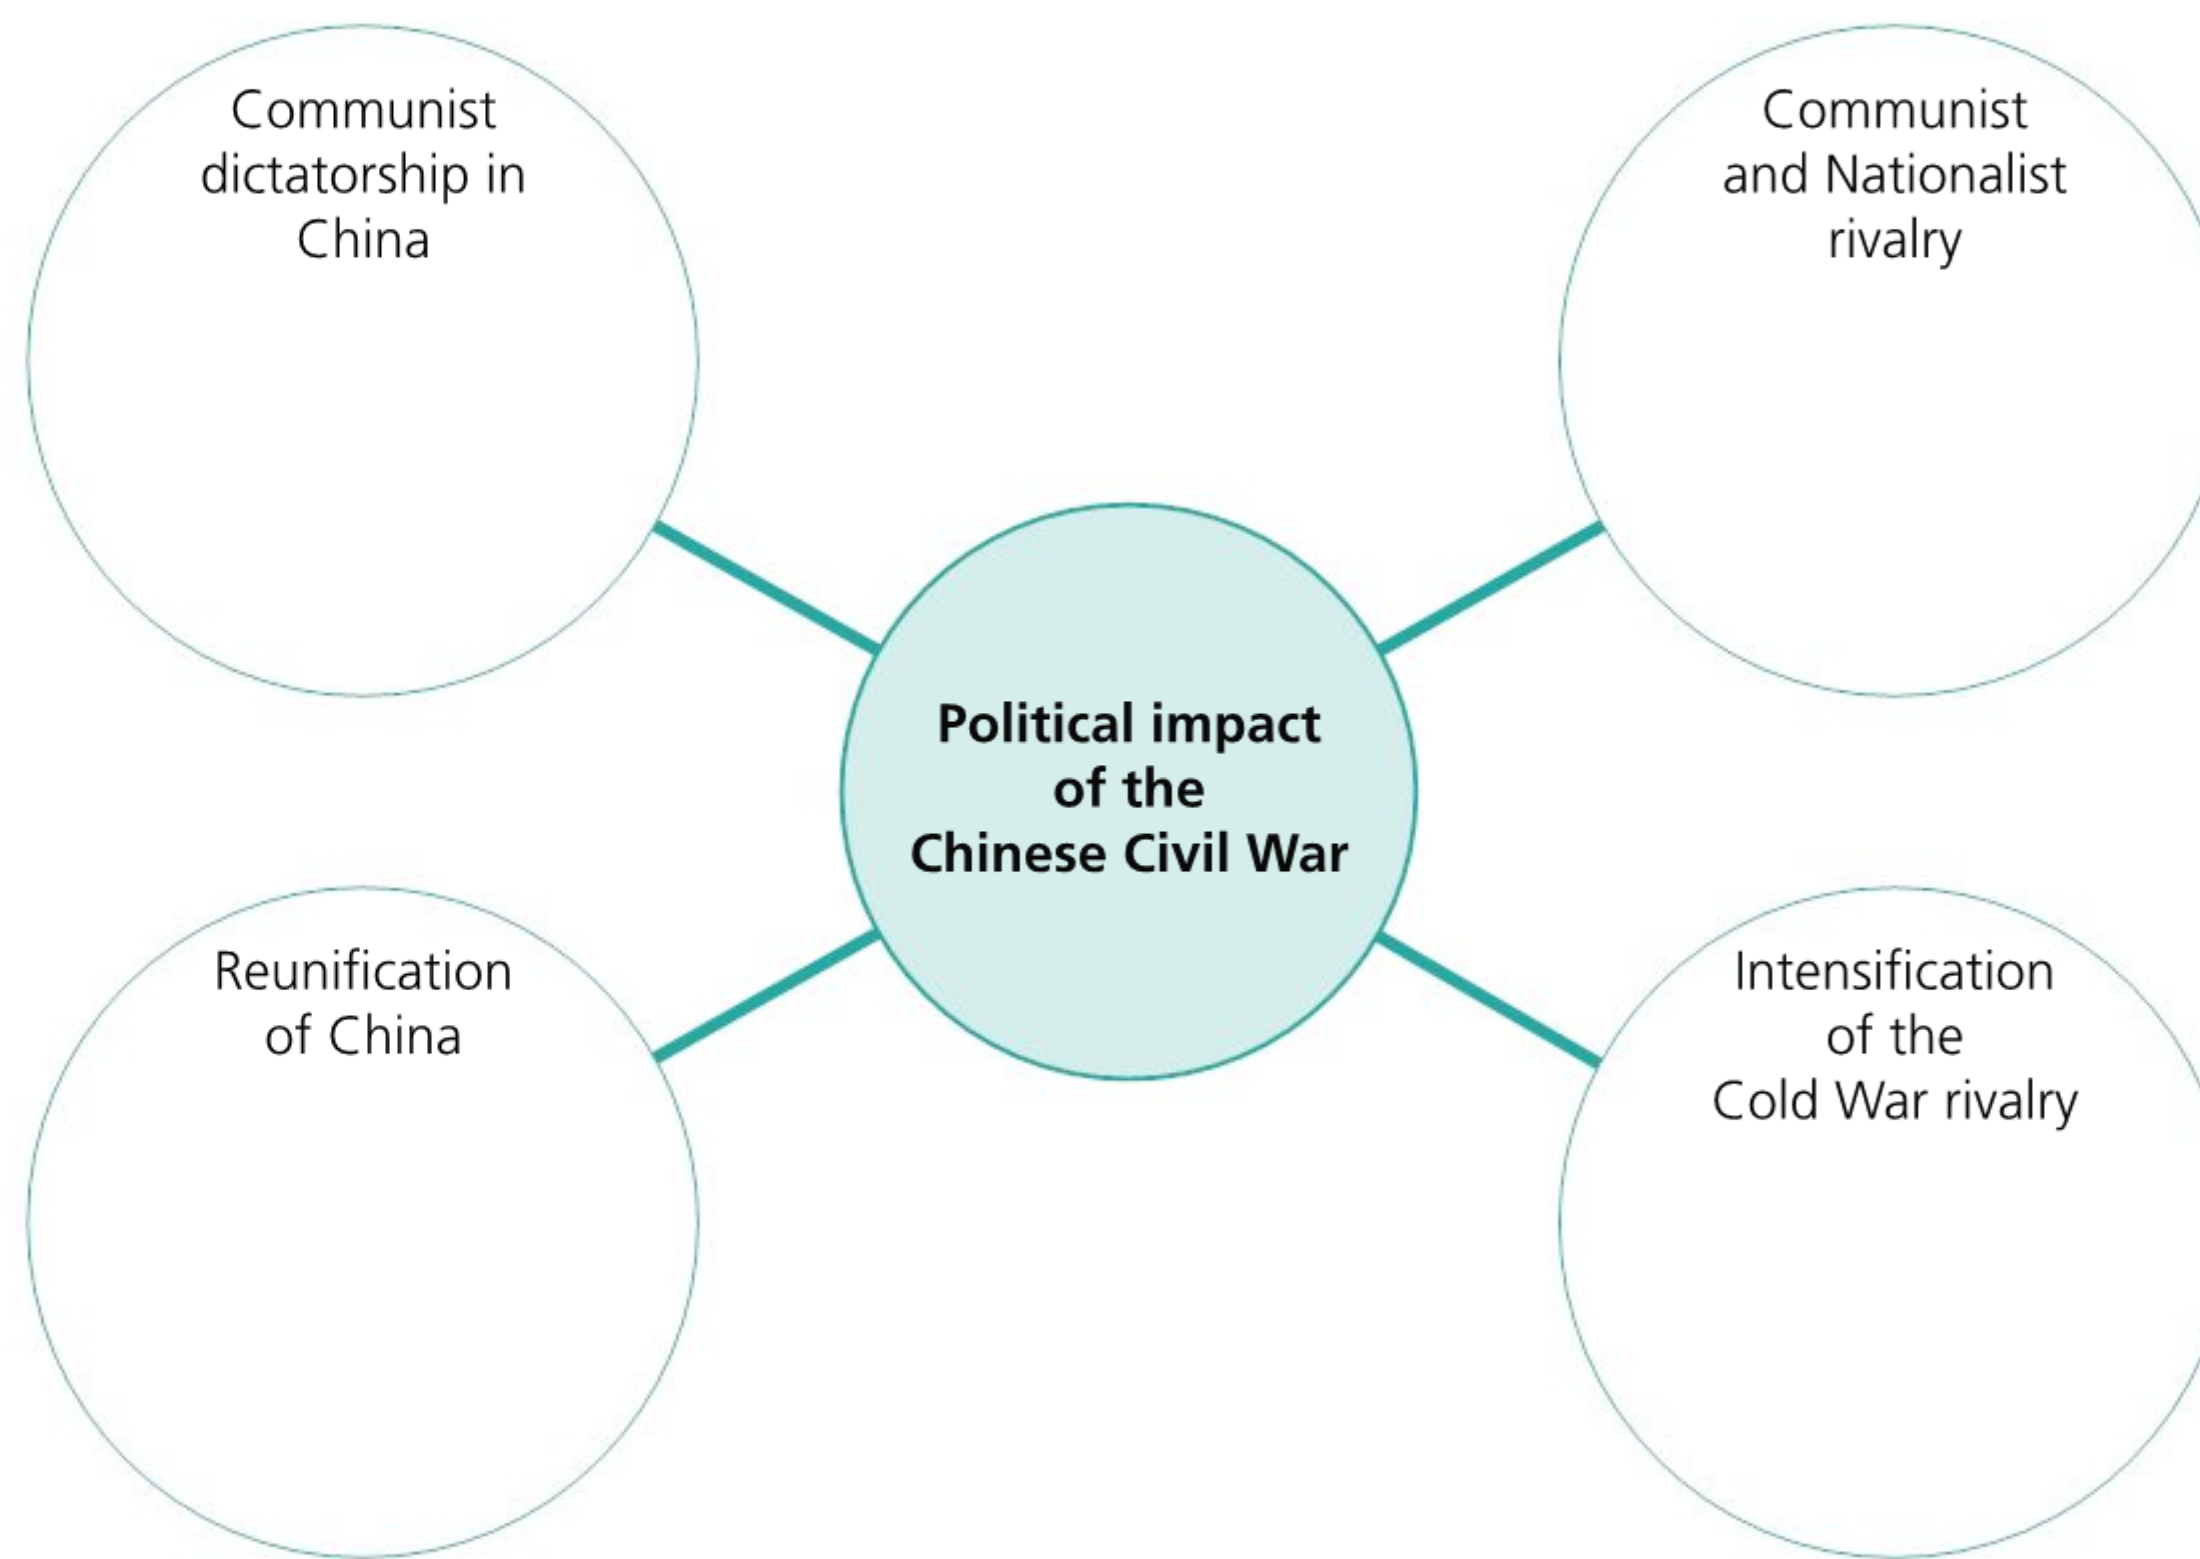 Communist
dictatorship in
China
Communist
and Nationalist
rivalry
Political impact
of the
Chinese Civil War
Reunification
of China
Intensification
of the
Cold War rivalry